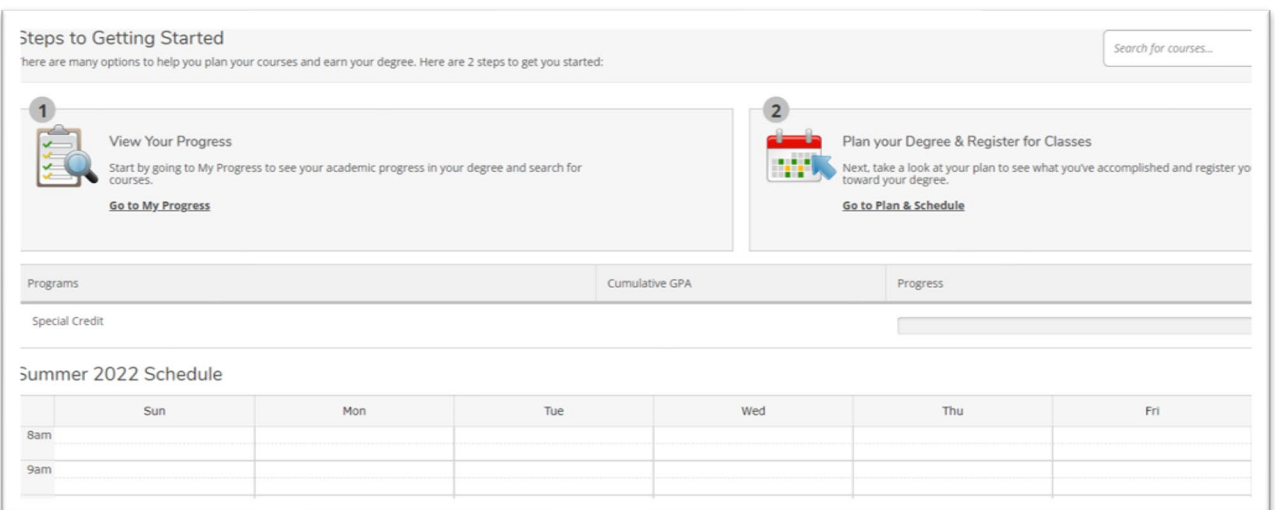 Steps to Getting Started
There are many options to help you plan your courses and earn your degree. Here are 2 steps to get you started:
Search for courses...
1
View Your Progress
Start by going to My Progress to see your academic progress in your degree and search for
courses.
Go to My Progress
2
Plan your Degree & Register for Classes
Next, take a look at your plan to see what you've accomplished and register yo
toward your degree.
Go to Plan & Schedule
Programs Cumulative GPA Progress
Special Credit
Summer 2022 Schedule
Sun Mon Tue Wed Thu Fri
8am
9am